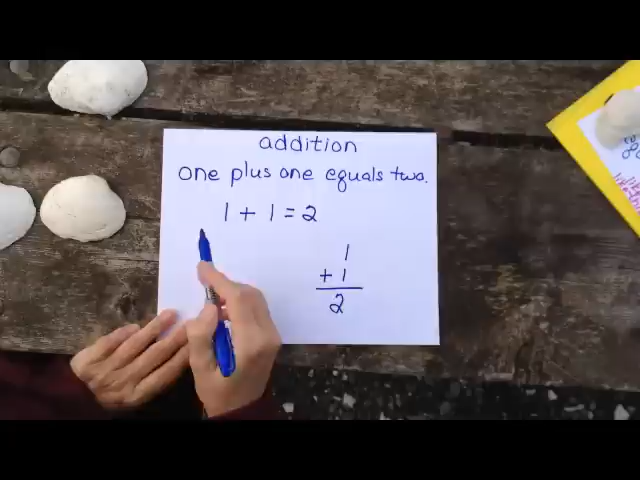 addition
one plus one equals two.
1 + 1 = 2
1
+ 1
2